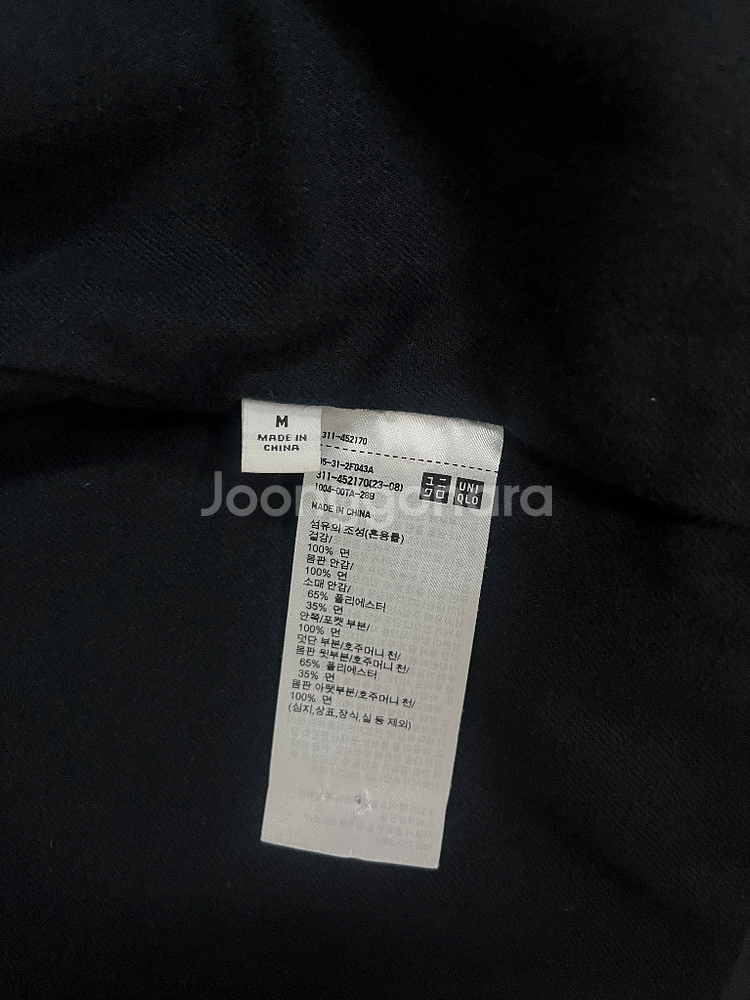 M
MADE IN
CHINA
311-452170
05-31-2F043A
311-452170(23-08)
1004-00TA-28B
ユニ
クロ
UNI
QLO
Joongonara
MADE IN CHINA
섬유의 조성(혼용률)
겉감/
100% 면
몸판 안감/
100% 면
소매 안감/
65% 폴리에스터
35% 면
안쪽/포켓 부분/
100% 면
덧단 부분/호주머니 천/
몸판 윗부분/호주머니 천/
65% 폴리에스터
35% 면
몸판 아랫부분/호주머니 천/
100% 면
(심지,상표,장식,실 등 제외)